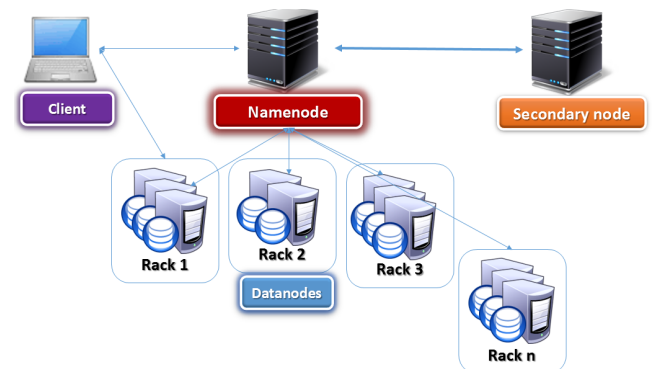 Client
Namenode
Secondary node
Rack 1
Rack 2
Rack 3
Datanodes
Rack n